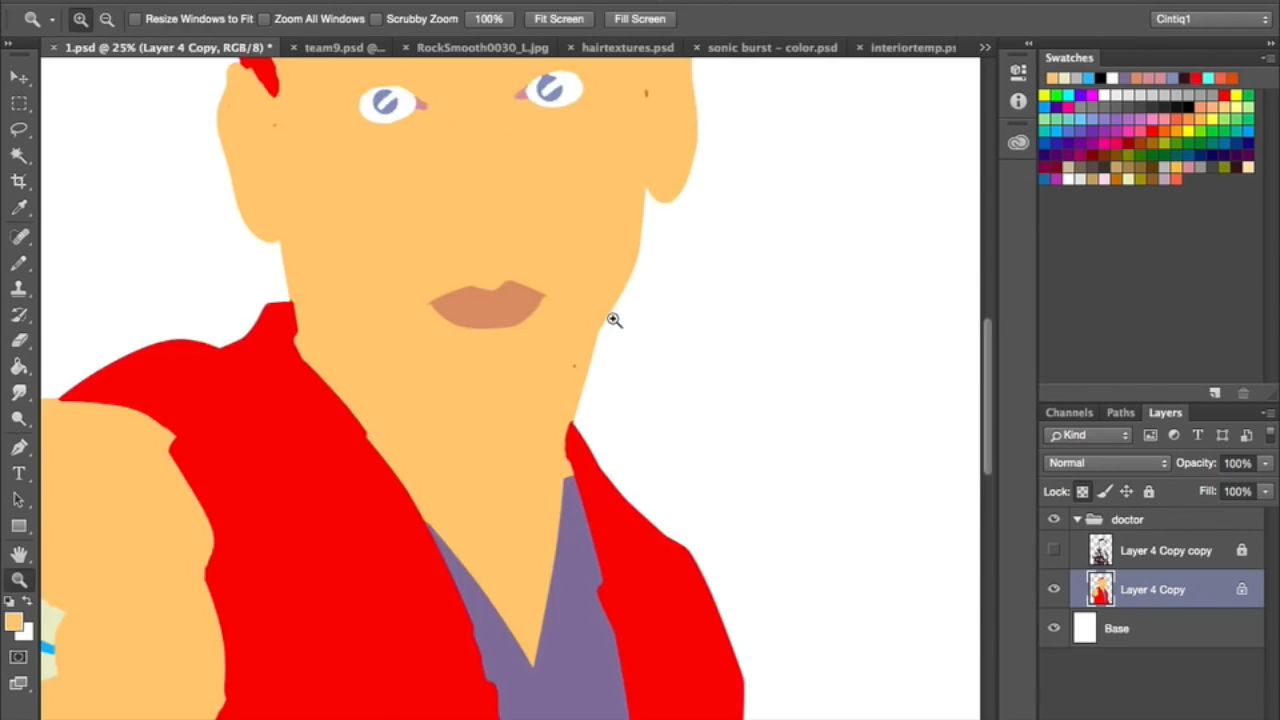 Resize Windows to Fit Zoom All Windows Scrubby Zoom 100% Fit Screen Fill Screen Cintiq1
1.psd @ 25% (Layer 4 Copy, RGB/8) * team9.psd @... RockSmooth0030_L.jpg hairtextures.psd sonic burst – color.psd interiortemp.ps
Swatches
Channels Paths Layers
Kind T
Normal Opacity: 100%
Lock: Fill: 100%
doctor
Layer 4 Copy copy
Layer 4 Copy
Base
T